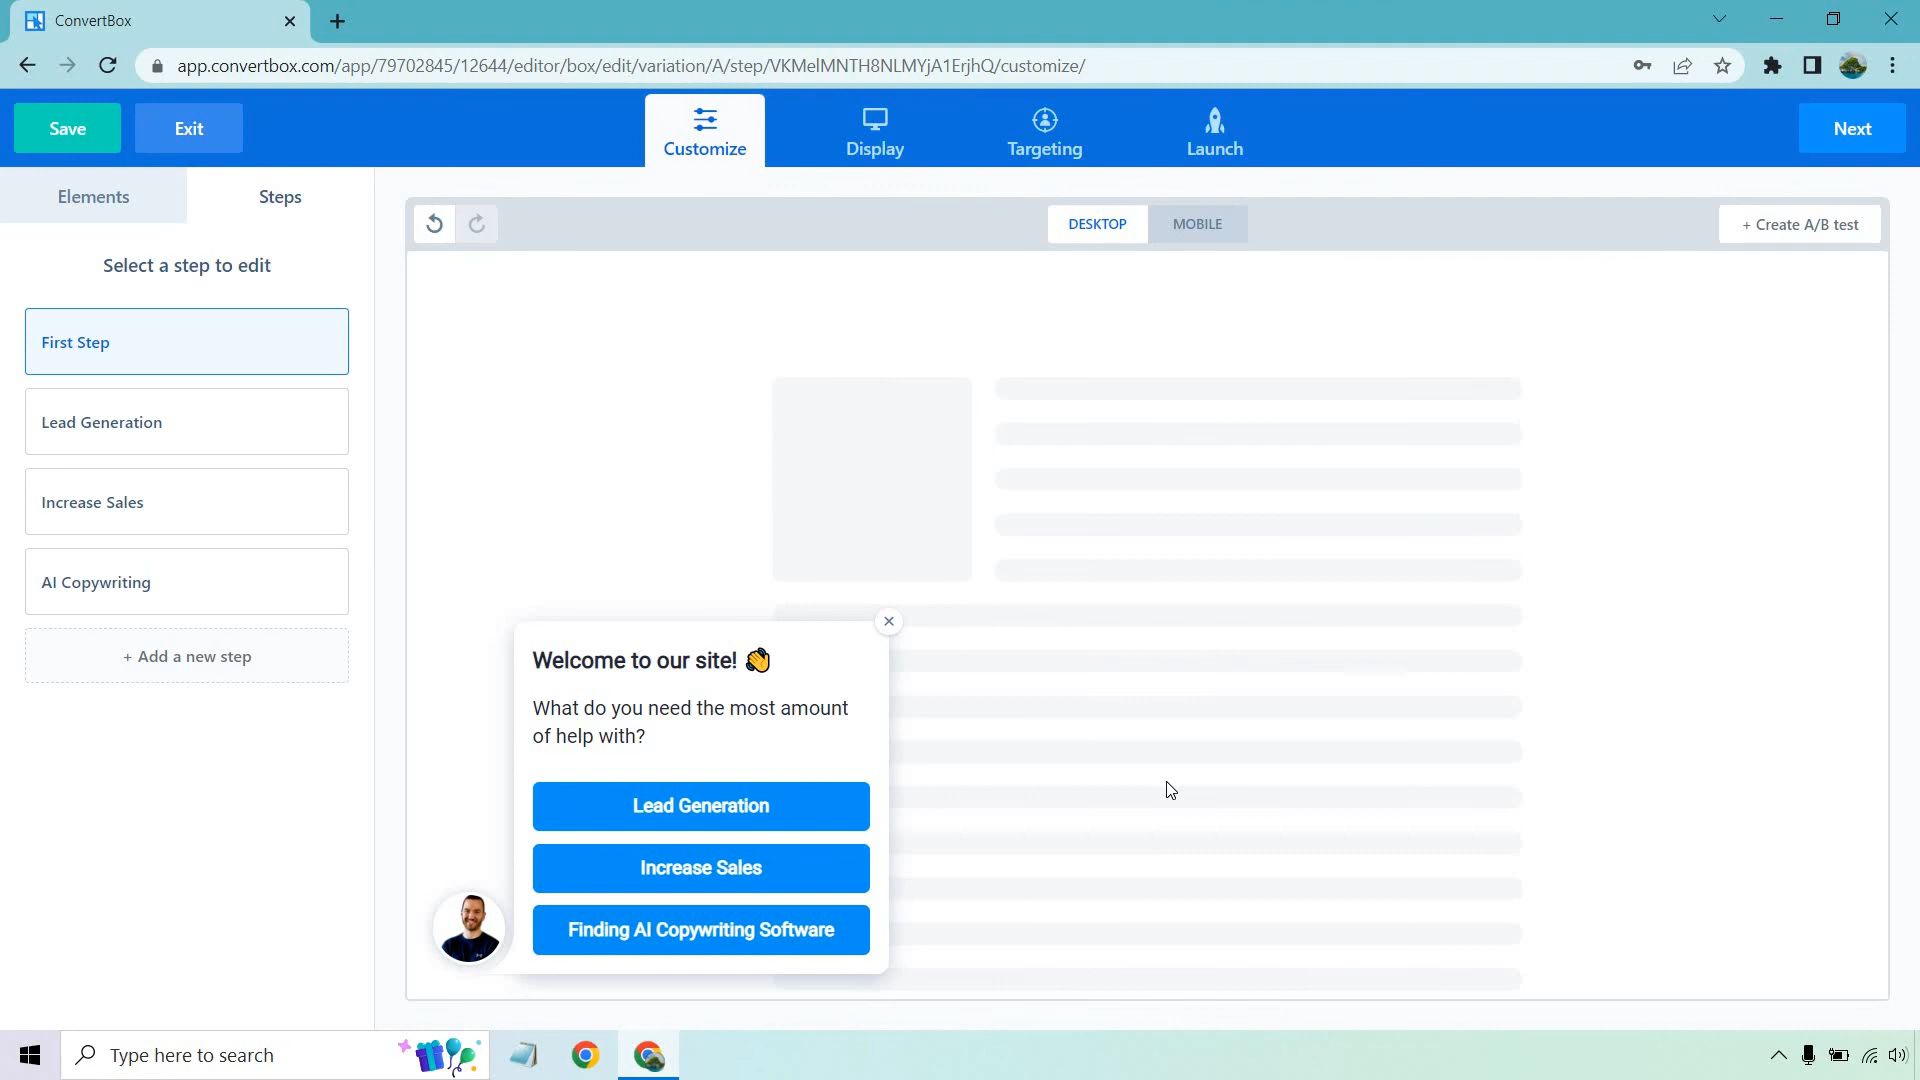 ConvertBox
app.convertbox.com/app/79702845/12644/editor/box/edit/variation/A/step/VKMelMNTH8NLMYjA1ErjhQ/customize/
Save
Exit
Customize
Display
Targeting
Launch
Next
Elements
Steps
DESKTOP
MOBILE
+ Create A/B test
Select a step to edit
First Step
Lead Generation
Increase Sales
AI Copywriting
+ Add a new step
Welcome to our site! 👋
What do you need the most amount
of help with?
Lead Generation
Increase Sales
Finding AI Copywriting Software
Type here to search